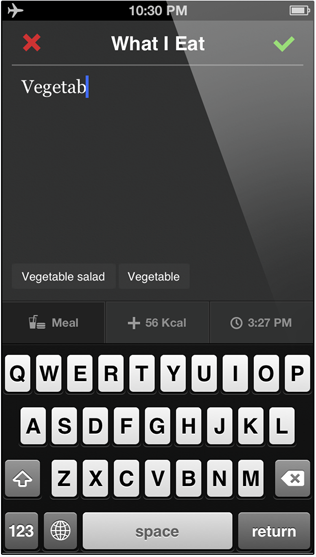 10:30 PM
What I Eat
Vegetab
Vegetable salad Vegetable
Meal 56 Kcal 3:27 PM
Q W E R T Y U I O P
A S D F G H J K L
Z X C V B N M
123 space return